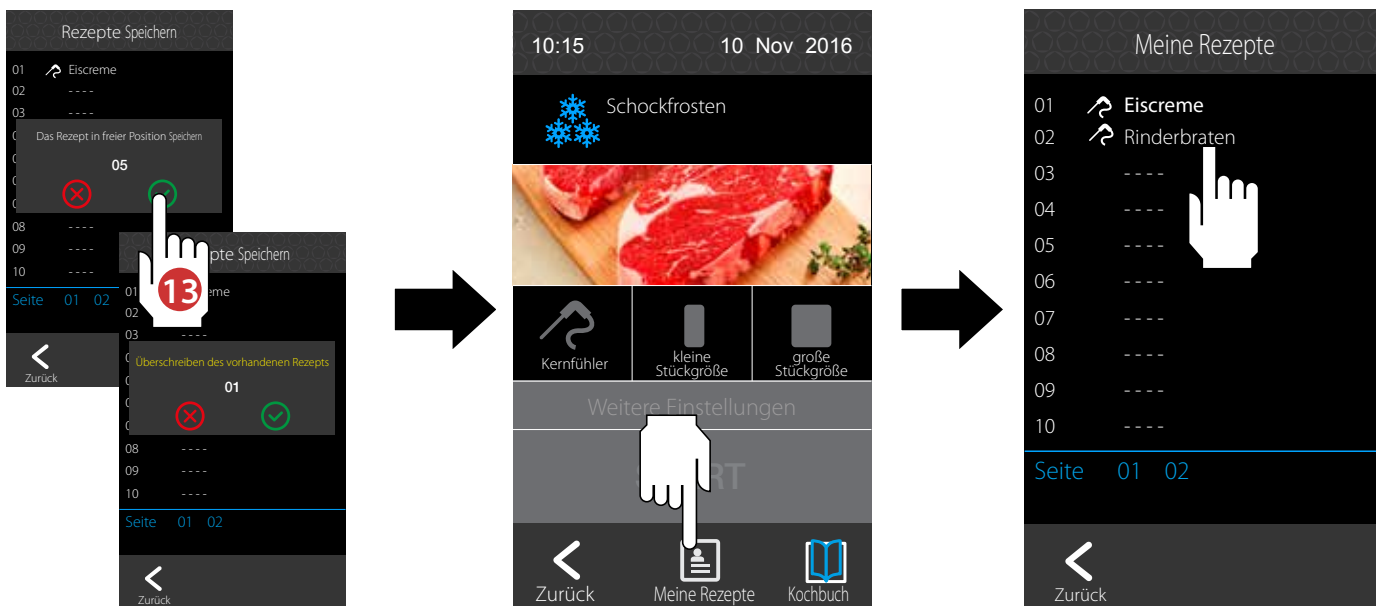 Rezepte Speichern
01 Eiscreme
02 ----
03 ----
Das Rezept in freier Position Speichern
05
08 ----
09 ----
10 ----
Seite 01 02
Zurück
13
pte Speichern
01 eme
02
03 ----
Überschreiben des vorhandenen Rezepts
01
08 ----
09 ----
10 ----
Seite 01 02
Zurück
10:15 10 Nov 2016
Schockfrosten
Kernfühler
kleine
Stückgröße
große
Stückgröße
Weitere Einstellungen
RT
Zurück
Meine Rezepte
Kochbuch
Meine Rezepte
01 Eiscreme
02 Rinderbraten
03 ----
04 ----
05 ----
06 ----
07 ----
08 ----
09 ----
10 ----
Seite 01 02
Zurück